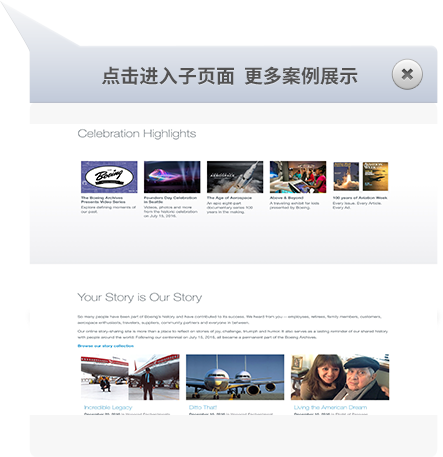 点击进入子页面 更多案例展示
Celebration Highlights
Boeing
The Boeing Archives
Presents Video Series
Explore defining moments of
our past.
Founders Day Celebration
in Seattle
Videos, photos and more
from the historic celebration
on July 15, 2016.
The Age of Aerospace
An epic eight-part
documentary series 100
years in the making.
Above & Beyond
A traveling exhibit for kids
presented by Boeing.
100 years of Aviation Week
Every Issue. Every Article.
Every Ad.
Your Story is Our Story
So many people have been part of Boeing's history and have contributed to its success. We heard from you — employees, retirees, family members, customers,
aerospace enthusiasts, travelers, suppliers, community partners and everyone in between.
Our online story-sharing site is more than a place to reflect on stories of joy, challenge, triumph and humor. It also serves as a lasting reminder of our shared history
with people around the world. Following our centennial on July 15, 2016, all became a permanent part of the Boeing Archives.
Browse our story collection
Incredible Legacy
Ditto That!
Living the American Dream